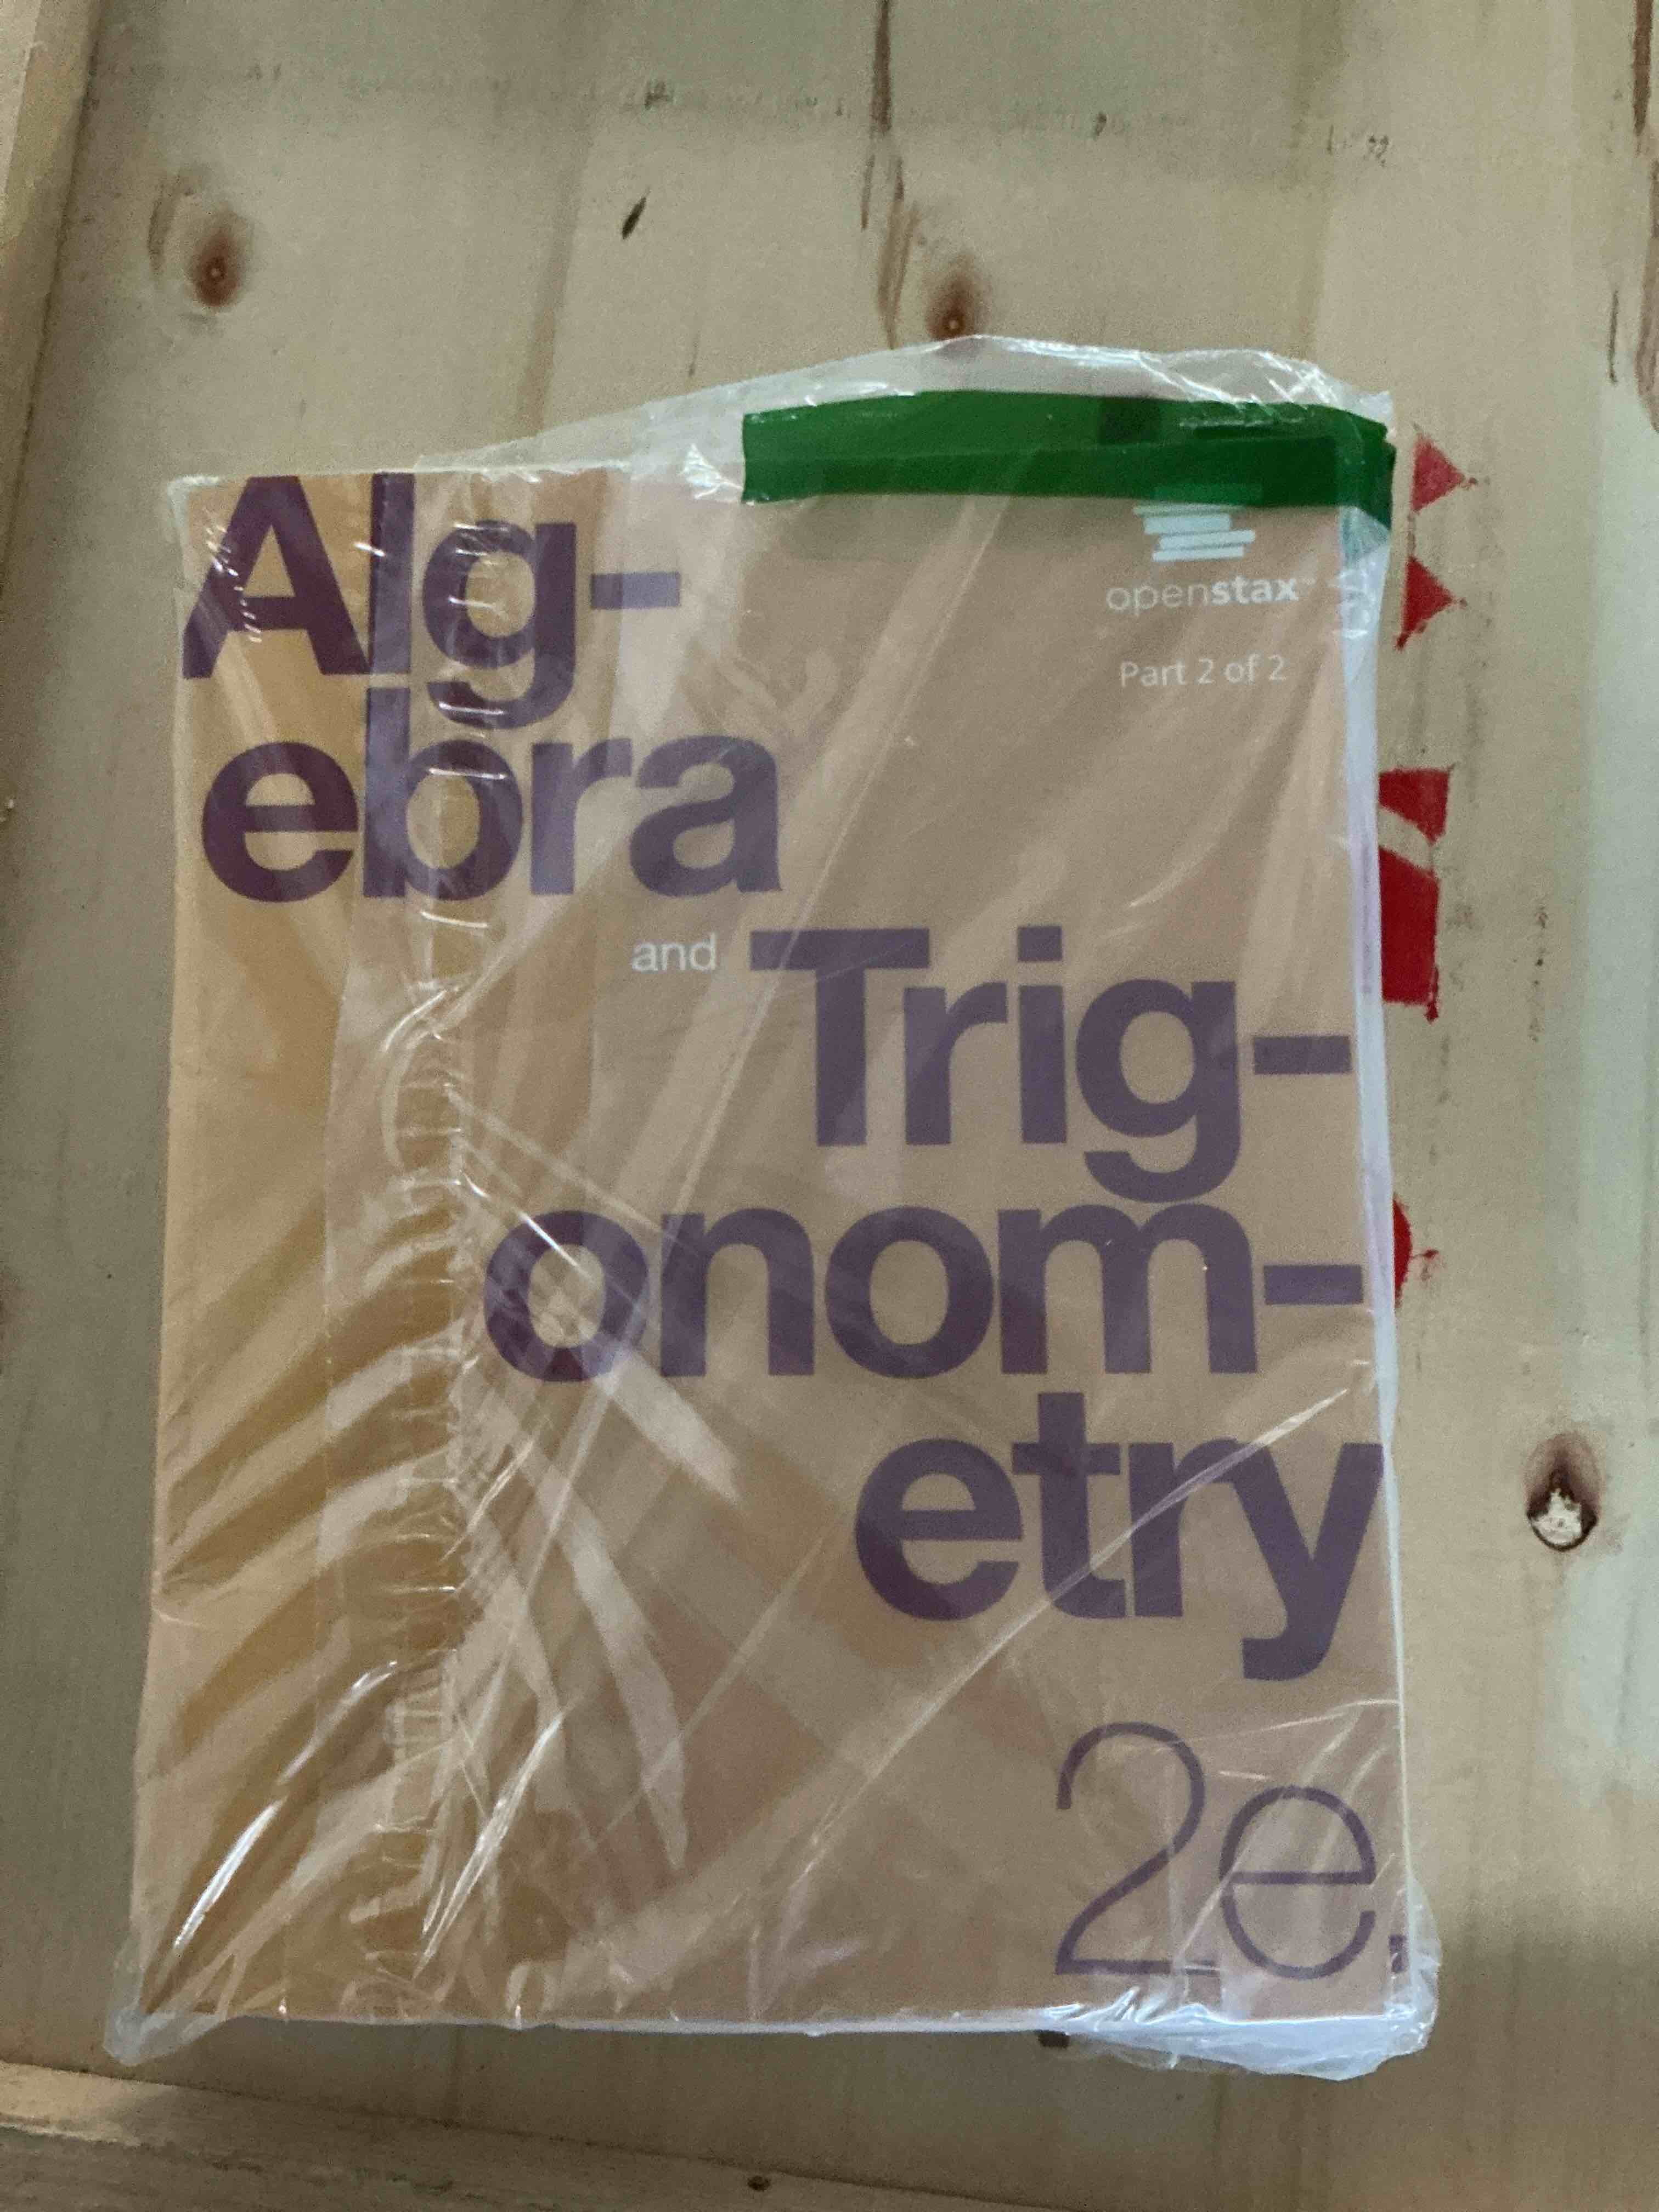 Alg-
openstax
Part 2 of 2
ebra
and Trig-
onom-
etry
2e.